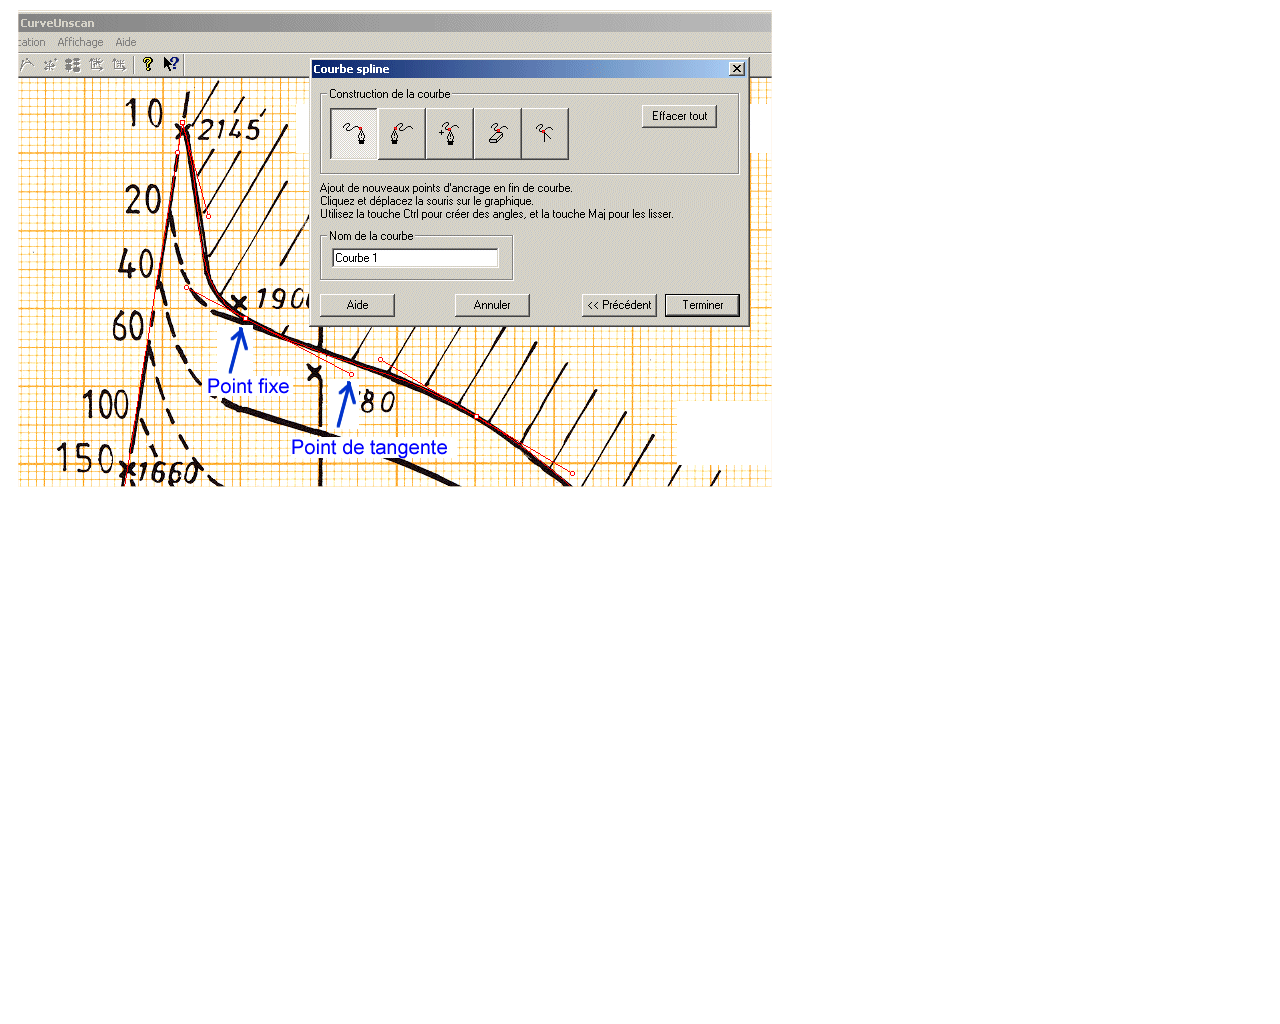 CurveUnscan
cation Affichage Aide
Courbe spline
Construction de la courbe
Effacer tout
Ajout de nouveaux points d'ancrage en fin de courbe.
Cliquez et déplacez la souris sur le graphique.
Utilisez la touche Ctrl pour créer des angles, et la touche Maj pour les lisser.
Nom de la courbe
Courbe 1
Aide Annuler << Précédent Terminer
10 2145
20
40
1900
60
Point fixe
100 80
Point de tangente
150 1660